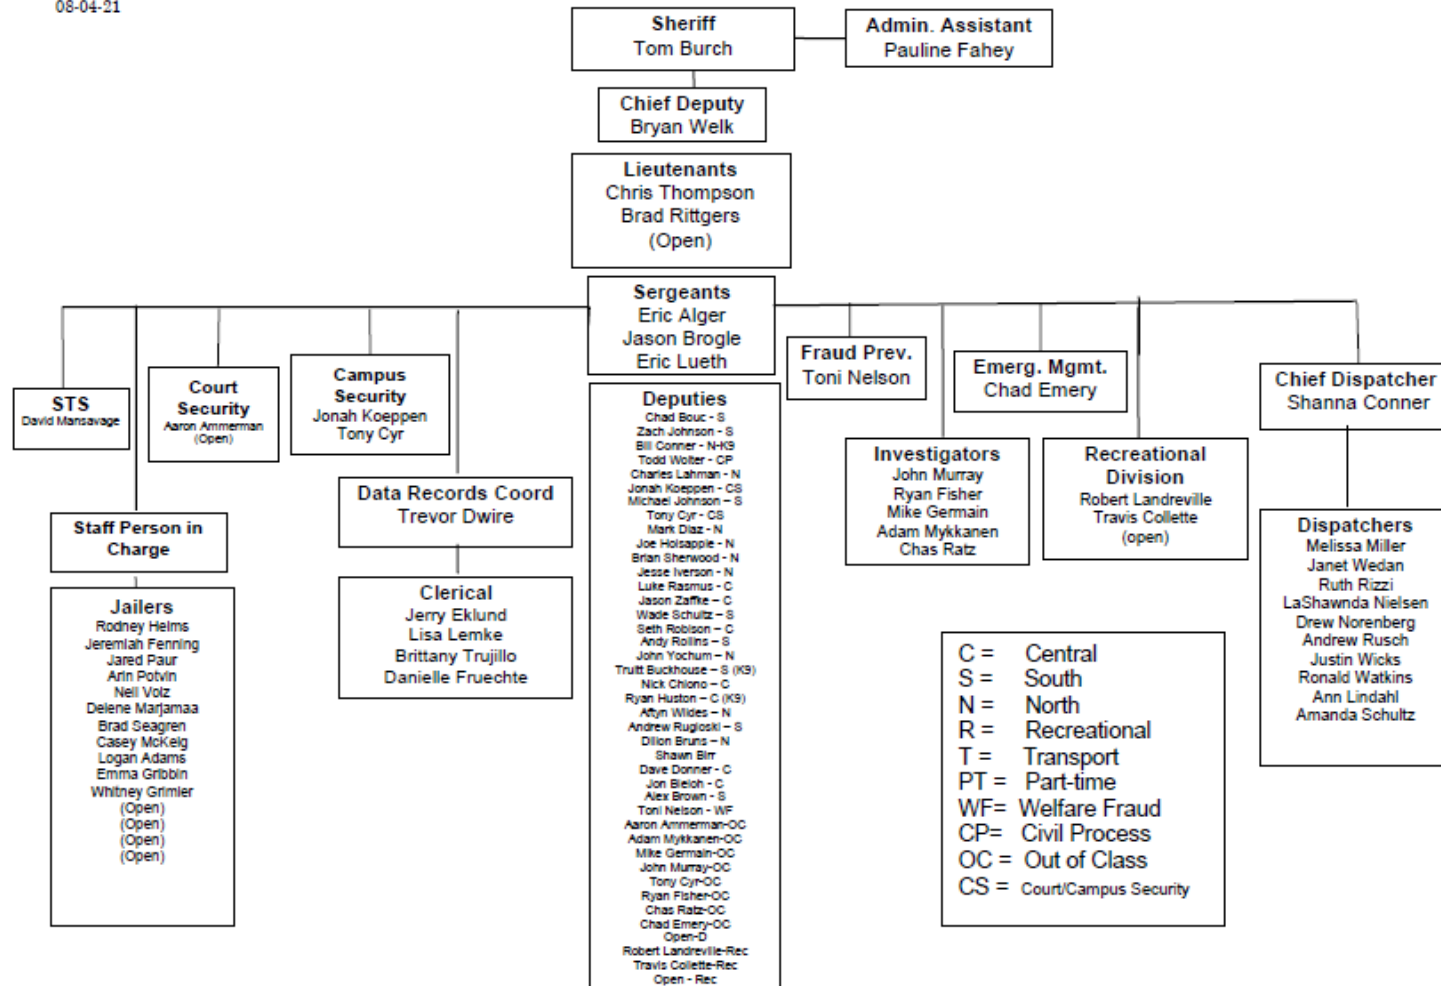 08-04-21
Sheriff
Tom Burch
Admin. Assistant
Pauline Fahey
Chief Deputy
Bryan Welk
Lieutenants
Chris Thompson
Brad Rittgers
(Open)
Sergeants
Eric Alger
Jason Brogle
Eric Lueth
STS
David Mansavage
Court
Security
Aaron Ammerman
(Open)
Campus
Security
Jonah Koeppen
Tony Cyr
Fraud Prev.
Toni Nelson
Emerg. Mgmt.
Chad Emery
Chief Dispatcher
Shanna Conner
Staff Person in
Charge
Jailers
Rodney Helms
Jeremiah Fenning
Jared Paur
Arin Potvin
Neil Volz
Delene Marjamaa
Brad Seagren
Casey McKeig
Logan Adams
Emma Gribbin
Whitney Grimler
(Open)
(Open)
(Open)
(Open)
Data Records Coord
Trevor Dwire
Clerical
Jerry Eklund
Lisa Lemke
Brittany Trujillo
Danielle Fruechte
Deputies
Chad Bouc - S
Zach Johnson - S
Bill Conner - N-K9
Todd Wolter - CP
Charles Lahman - N
Jonah Koeppen - CS
Michael Johnson – S
Tony Cyr - CS
Mark Diaz - N
Joe Holsapple - N
Brian Sherwood - N
Jesse Iverson - N
Luke Rasmus - C
Jason Zaffke – C
Wade Schultz – S
Seth Robison – C
Andy Rollins – S
John Yochum – N
Truitt Buckhouse – S (K9)
Nick Chiono – C
Ryan Huston – C (K9)
Aftyn Wildes – N
Andrew Rugloski – S
Dillon Bruns – N
Shawn Birr
Dave Donner - C
Jon Bieloh - C
Alex Brown - S
Toni Nelson - WF
Aaron Ammerman-OC
Adam Mykkanen-OC
Mike Germain-OC
John Murray-OC
Tony Cyr-OC
Ryan Fisher-OC
Chas Ratz-OC
Chad Emery-OC
Open-D
Robert Landreville-Rec
Travis Collette-Rec
Open - Rec
Investigators
John Murray
Ryan Fisher
Mike Germain
Adam Mykkanen
Chas Ratz
Recreational
Division
Robert Landreville
Travis Collette
(open)
Dispatchers
Melissa Miller
Janet Wedan
Ruth Rizzi
LaShawnda Nielsen
Drew Norenberg
Andrew Rusch
Justin Wicks
Ronald Watkins
Ann Lindahl
Amanda Schultz
C = Central
S = South
N = North
R = Recreational
T = Transport
PT = Part-time
WF= Welfare Fraud
CP= Civil Process
OC = Out of Class
CS = Court/Campus Security